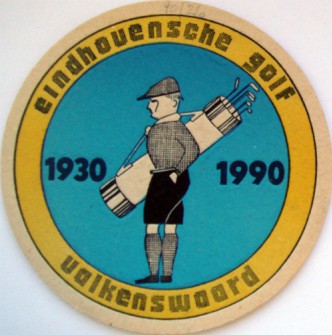 eindhovensche golf
1930 1990
valkenswaard